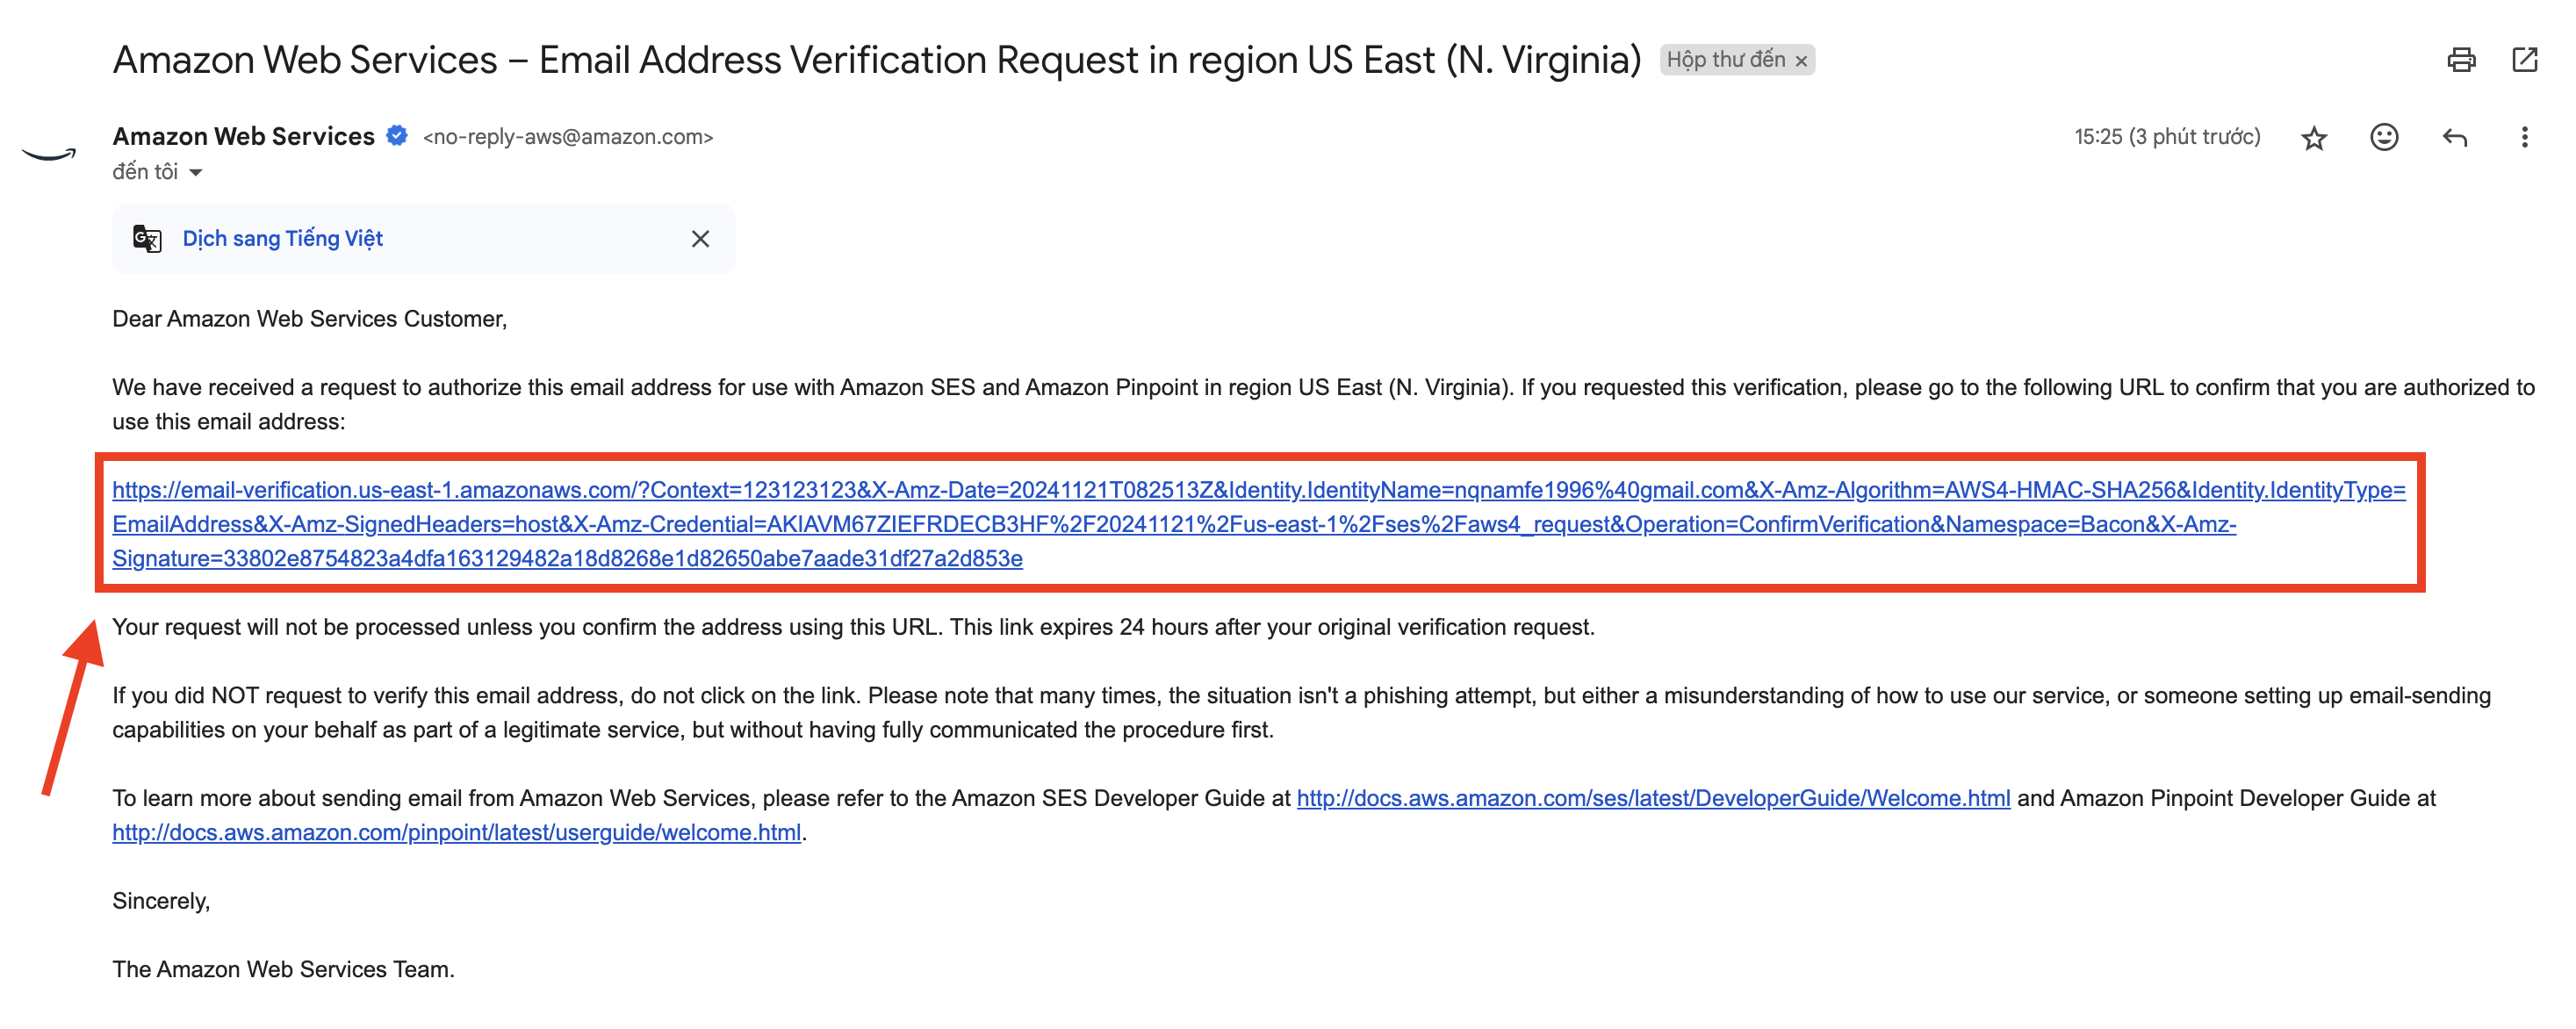 Amazon Web Services – Email Address Verification Request in region US East (N. Virginia) Hộp thư đến ×
Amazon Web Services <no-reply-aws@amazon.com> 15:25 (3 phút trước)
đến tôi
Dịch sang Tiếng Việt
Dear Amazon Web Services Customer,
We have received a request to authorize this email address for use with Amazon SES and Amazon Pinpoint in region US East (N. Virginia). If you requested this verification, please go to the following URL to confirm that you are authorized to
use this email address:
https://email-verification.us-east-1.amazonaws.com/?Context=123123123&X-Amz-Date=20241121T082513Z&Identity.IdentityName=nqnamfe1996%40gmail.com&X-Amz-Algorithm=AWS4-HMAC-SHA256&Identity.IdentityType=
EmailAddress&X-Amz-SignedHeaders=host&X-Amz-Credential=AKIAVM67ZIEFRDECB3HF%2F20241121%2Fus-east-1%2Fses%2Faws4_request&Operation=ConfirmVerification&Namespace=Bacon&X-Amz-
Signature=33802e8754823a4dfa163129482a18d8268e1d82650abe7aade31df27a2d853e
Your request will not be processed unless you confirm the address using this URL. This link expires 24 hours after your original verification request.
If you did NOT request to verify this email address, do not click on the link. Please note that many times, the situation isn't a phishing attempt, but either a misunderstanding of how to use our service, or someone setting up email-sending
capabilities on your behalf as part of a legitimate service, but without having fully communicated the procedure first.
To learn more about sending email from Amazon Web Services, please refer to the Amazon SES Developer Guide at http://docs.aws.amazon.com/ses/latest/DeveloperGuide/Welcome.html and Amazon Pinpoint Developer Guide at
http://docs.aws.amazon.com/pinpoint/latest/userguide/welcome.html.
Sincerely,
The Amazon Web Services Team.